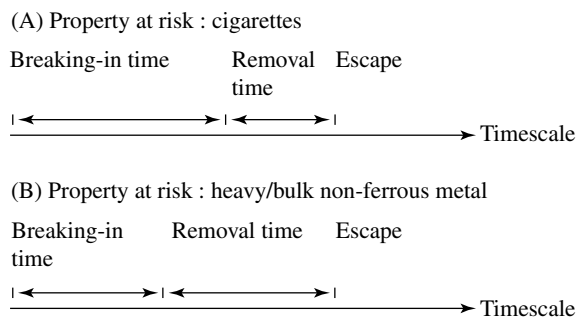 (A) Property at risk : cigarettes
Breaking-in time Removal time Escape
Timescale
(B) Property at risk : heavy/bulk non-ferrous metal
Breaking-in time Removal time Escape
Timescale